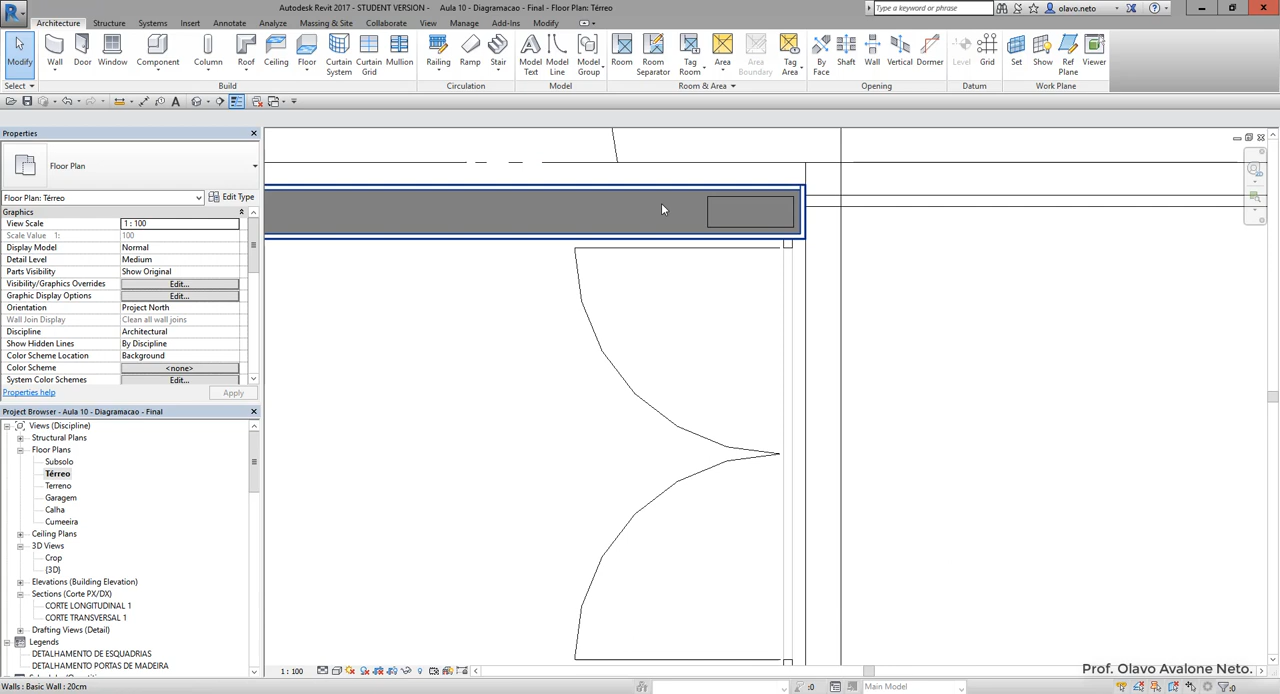 Autodesk Revit 2017 - STUDENT VERSION - Aula 10 - Diagramacao - Final - Floor Plan: Térreo
Type a keyword or phrase
olavo.neto
Architecture Structure Systems Insert Annotate Analyze Massing & Site Collaborate View Manage Add-Ins Modify
Modify Wall Door Window Component Column Roof Ceiling Floor Curtain System Curtain Grid Mullion Railing Ramp Stair Model Text Model Line Model Group Room Room Separator Tag Room Area Area Boundary Tag Area By Face Shaft Wall Vertical Dormer Level Grid Set Show Ref Plane Viewer
Select Build Circulation Model Room & Area Opening Datum Work Plane
Properties
Floor Plan
Floor Plan: Térreo Edit Type
Graphics
View Scale 1 : 100
Scale Value 1: 100
Display Model Normal
Detail Level Medium
Parts Visibility Show Original
Visibility/Graphics Overrides Edit...
Graphic Display Options Edit...
Orientation Project North
Wall Join Display Clean all wall joins
Discipline Architectural
Show Hidden Lines By Discipline
Color Scheme Location Background
Color Scheme <none>
System Color Schemes Edit...
Properties help Apply
Project Browser - Aula 10 - Diagramacao - Final
Views (Discipline)
Structural Plans
Floor Plans
Subsolo
Térreo
Terreno
Garagem
Calha
Cumeeira
Ceiling Plans
3D Views
Crop
{3D}
Elevations (Building Elevation)
Sections (Corte PX/DX)
CORTE LONGITUDINAL 1
CORTE TRANSVERSAL 1
Drafting Views (Detail)
Legends
DETALHAMENTO DE ESQUADRIAS
DETALHAMENTO PORTAS DE MADEIRA
1 : 100
Prof. Olavo Avalone Neto.
Walls : Basic Wall : 20cm
:0 Main Model :0